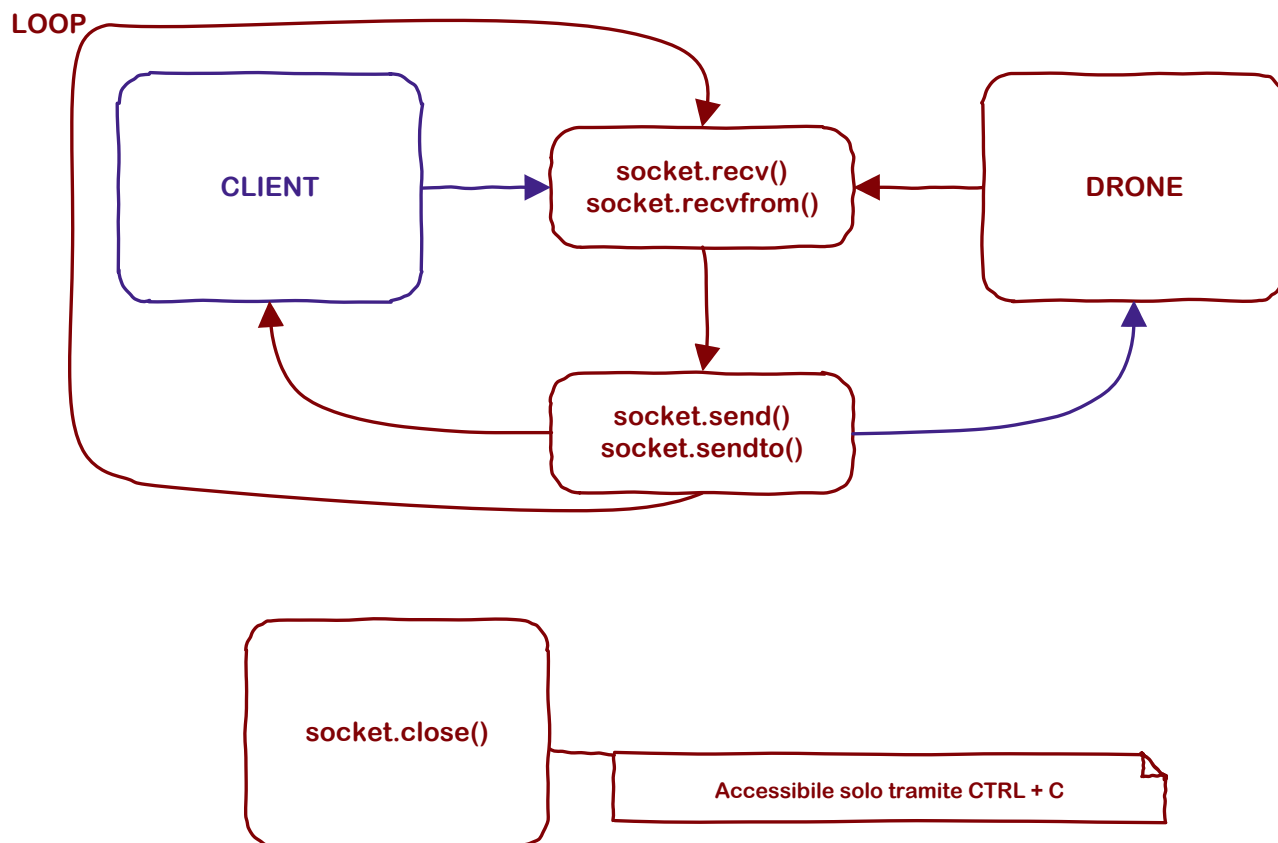 LOOP
CLIENT
socket.recv()
socket.recvfrom()
DRONE
socket.send()
socket.sendto()
socket.close()
Accessibile solo tramite CTRL + C